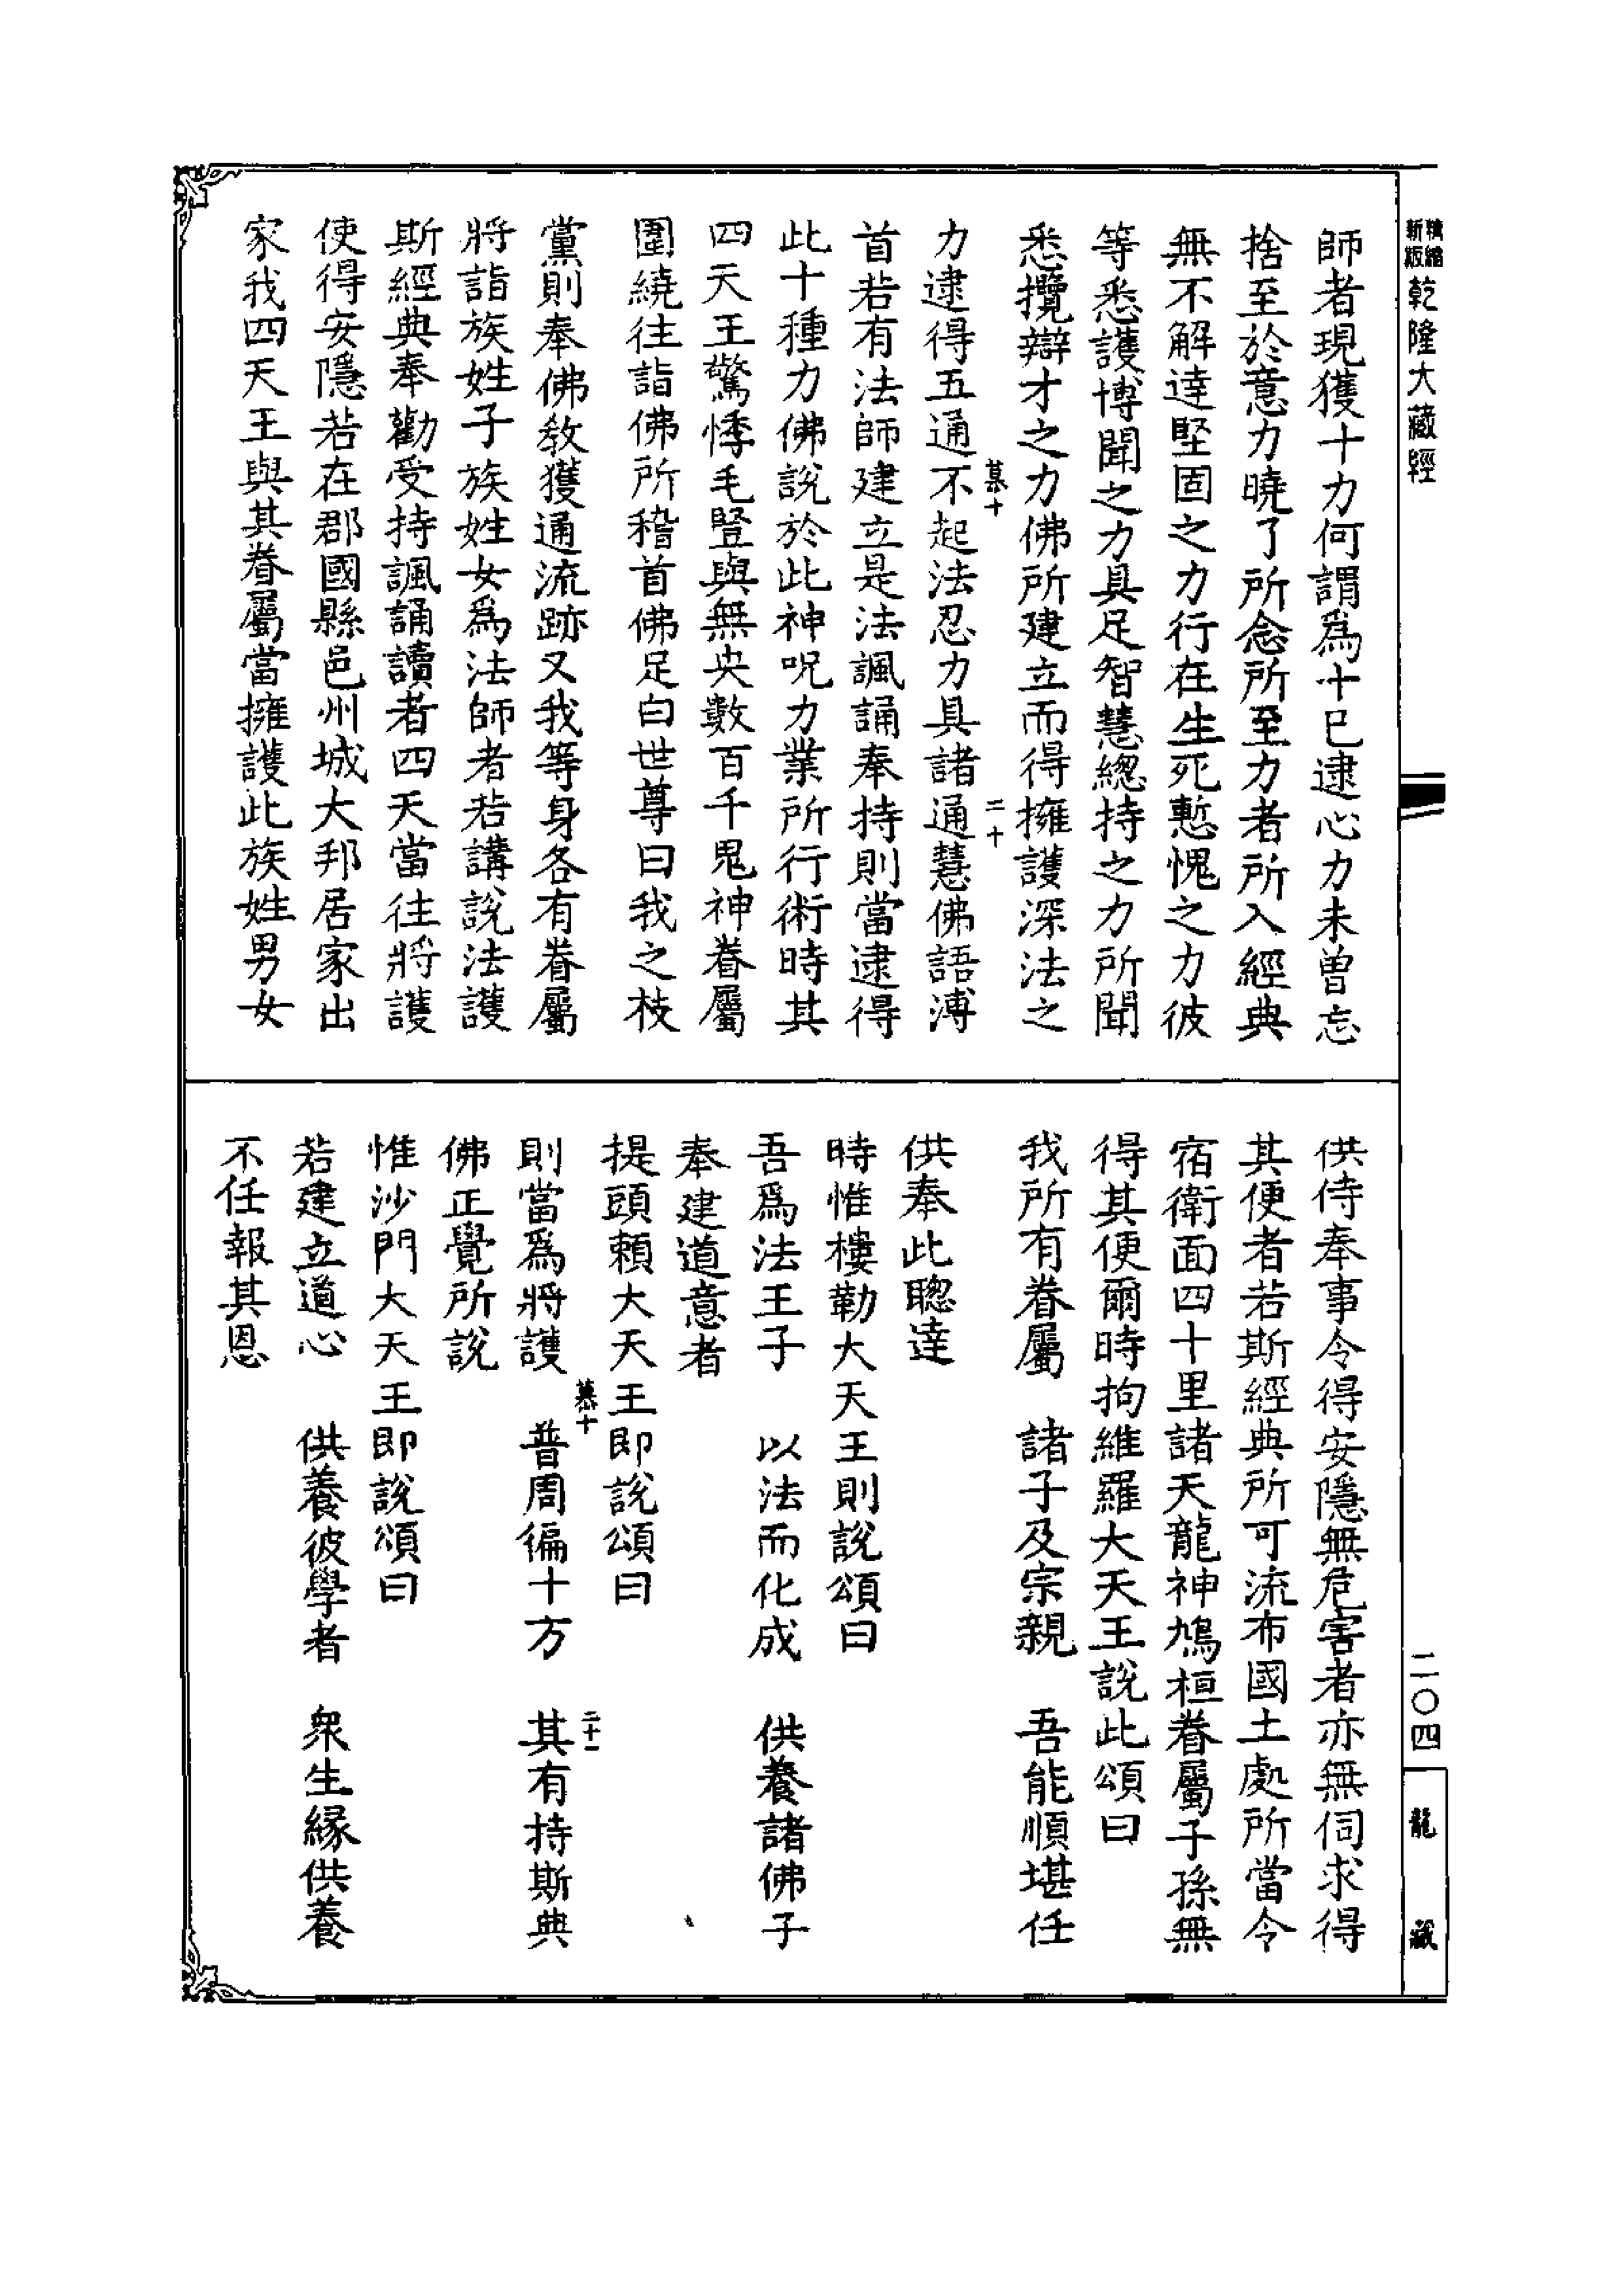 精縮新版
乾隆大藏經
二〇四
龍藏
師者現獲十力何謂爲十已逮心力未曾忘
捨至於意力曉了所念所至力者所入經典
無不解達堅固之力行在生死慙愧之力彼
等悉護博聞之力具足智慧總持之力所聞
悉攬辯才之力佛所建立而得擁護深法之
慕十 二十
力逮得五通不起法忍力具諸通慧佛語溥
首若有法師建立是法諷誦奉持則當逮得
此十種力佛說於此神呪力業所行術時其
四天王驚悸毛豎與無央數百千鬼神眷屬
圍繞往詣佛所稽首佛足白世尊曰我之枝
黨則奉佛教獲通流跡又我等身各有眷屬
將詣族姓子族姓女爲法師者若講說法護
斯經典奉勸受持諷誦讀者四天當往將護
使得安隱若在郡國縣邑州城大邦居家出
家我四天王與其眷屬當擁護此族姓男女
供侍奉事令得安隱無危害者亦無伺求得
其便者若斯經典所可流布國土處所當令
宿衛面四十里諸天龍神鳩桓眷屬子孫無
得其便爾時拘維羅大天王說此頌曰
我所有眷屬 諸子及宗親 吾能順堪任
供奉此聰達
時惟樓勒大天王則說頌曰
吾爲法王子 以法而化成 供養諸佛子
奉建道意者
提頭賴大天王即說頌曰
慕十 二十一
則當爲將護 普周徧十方 其有持斯典
佛正覺所說
惟沙門大天王即說頌曰
若建立道心 供養彼學者 衆生緣供養
不任報其恩